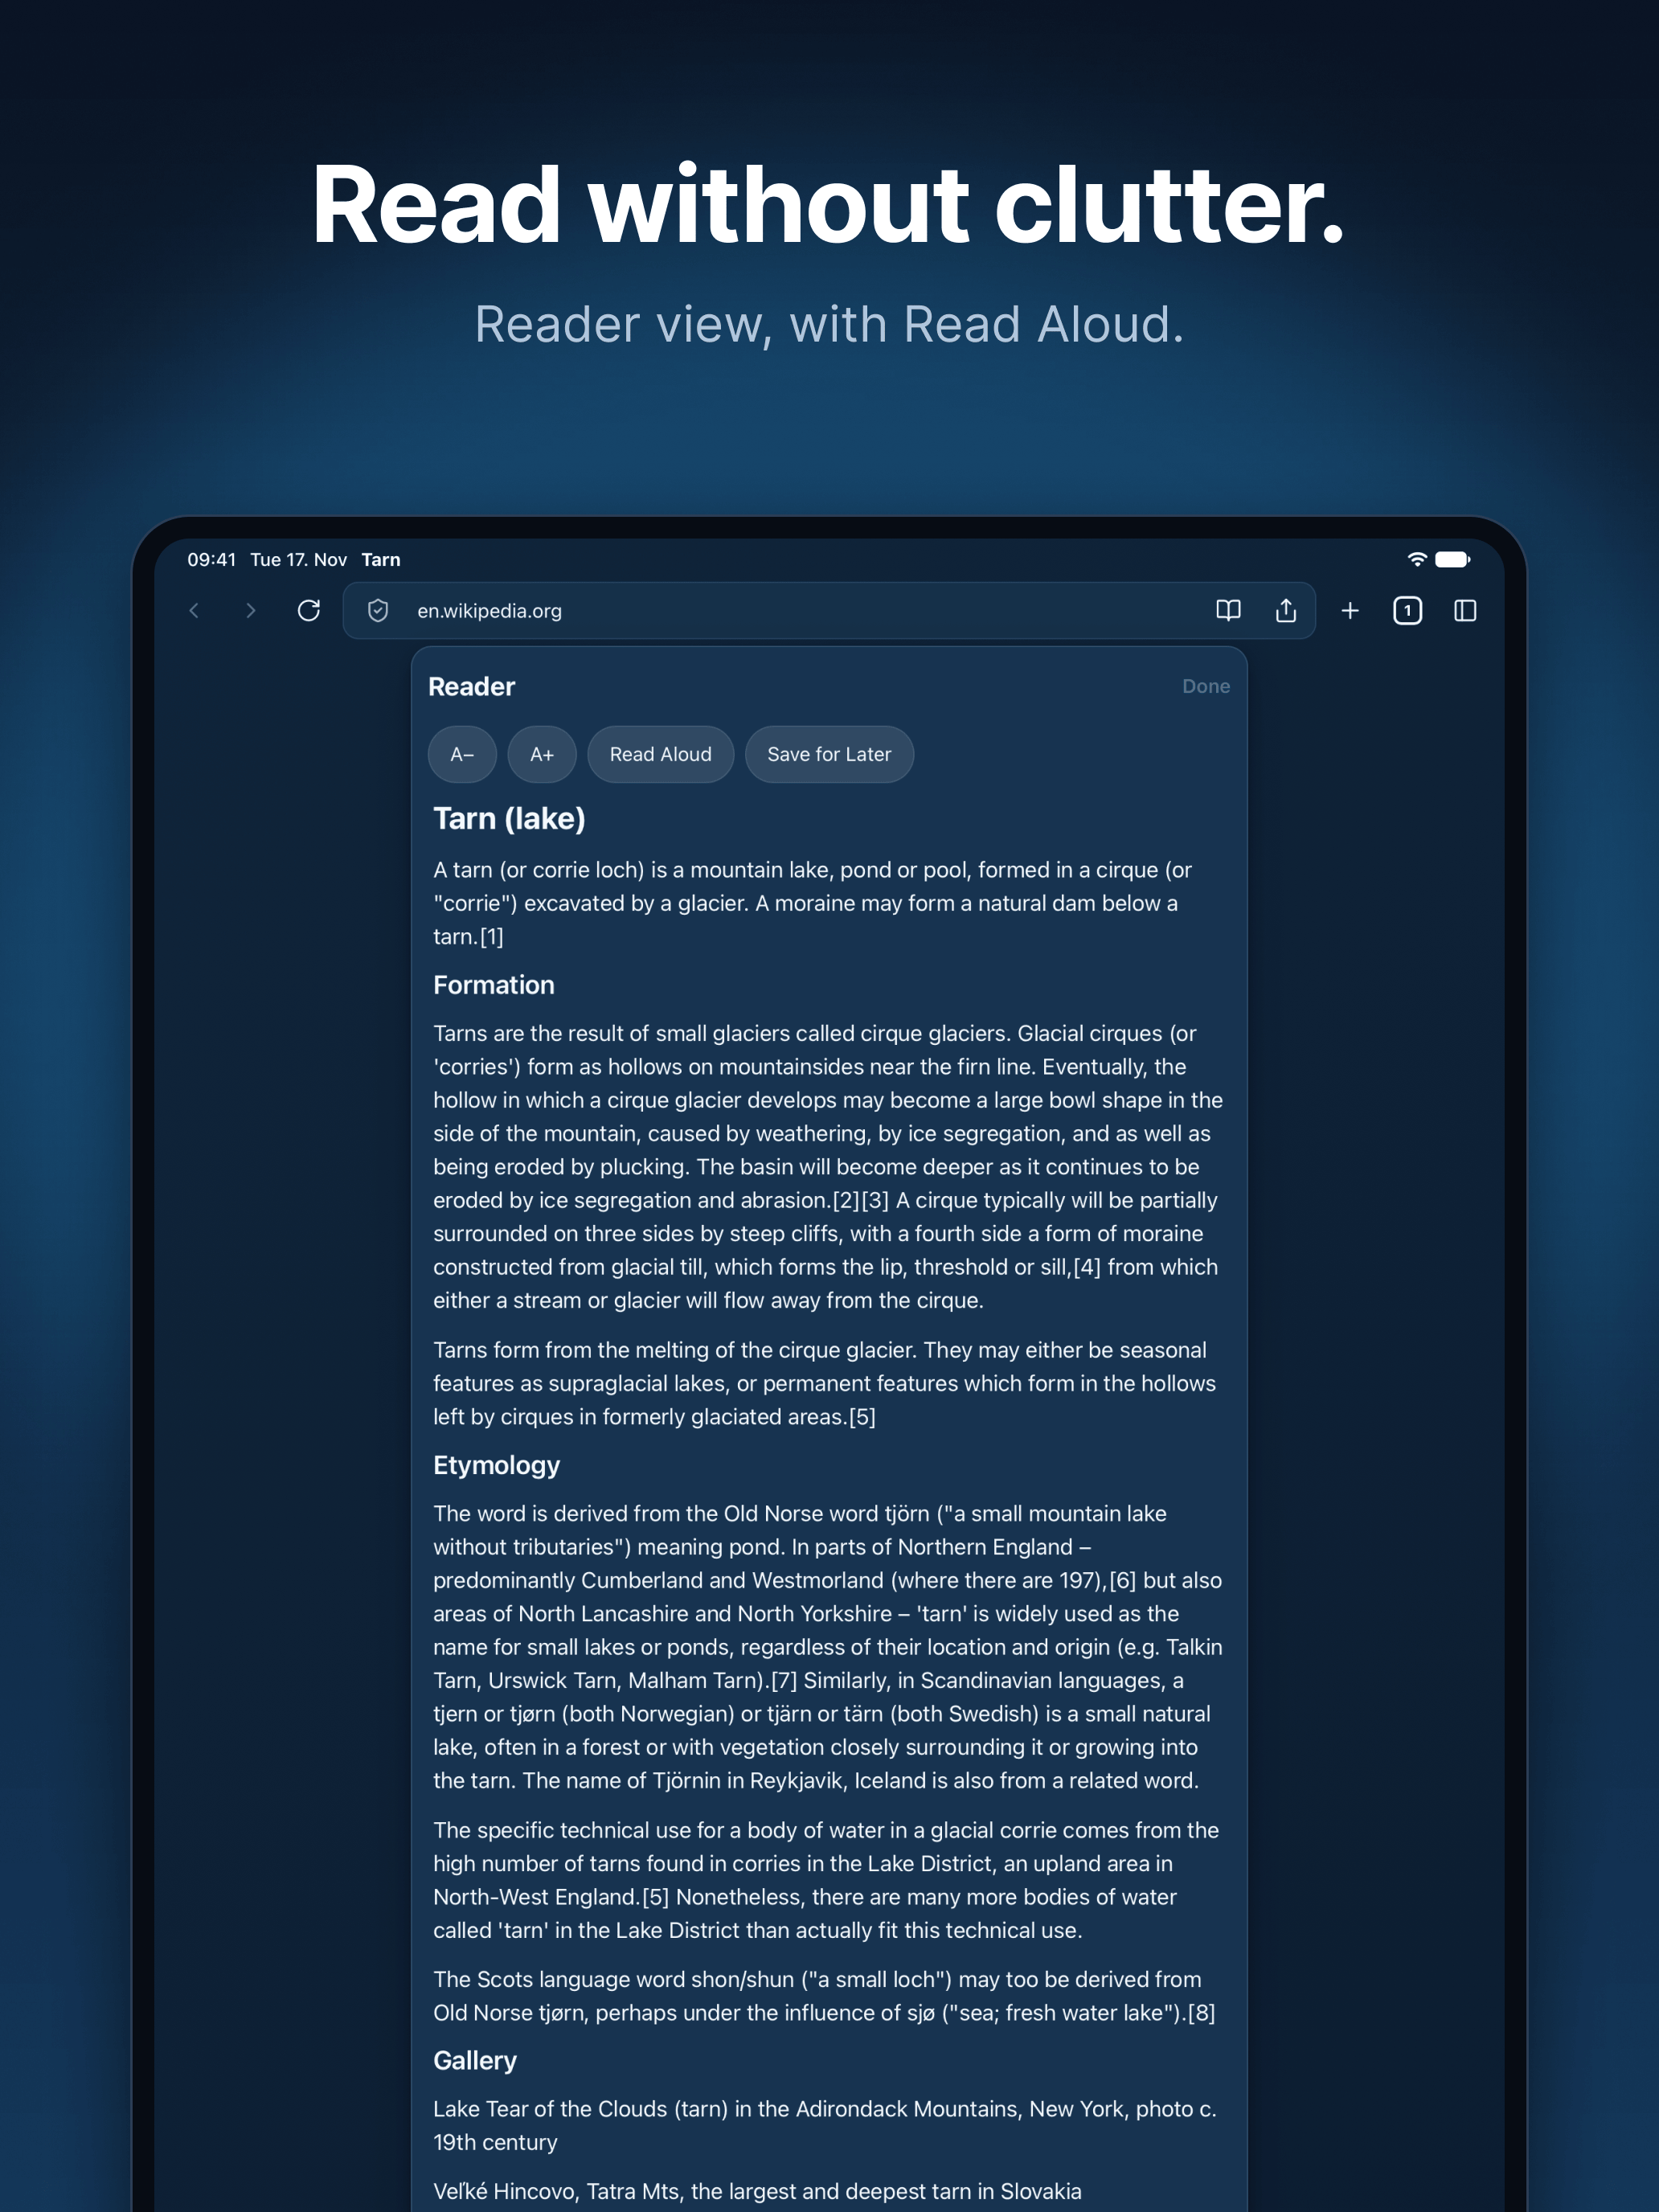 Read without clutter.
Reader view, with Read Aloud.
09:41 Tue 17. Nov Tarn
en.wikipedia.org
1
Reader
Done
A–
A+
Read Aloud
Save for Later
Tarn (lake)
A tarn (or corrie loch) is a mountain lake, pond or pool, formed in a cirque (or
"corrie") excavated by a glacier. A moraine may form a natural dam below a
tarn.[1]
Formation
Tarns are the result of small glaciers called cirque glaciers. Glacial cirques (or
'corries') form as hollows on mountainsides near the firn line. Eventually, the
hollow in which a cirque glacier develops may become a large bowl shape in the
side of the mountain, caused by weathering, by ice segregation, and as well as
being eroded by plucking. The basin will become deeper as it continues to be
eroded by ice segregation and abrasion.[2][3] A cirque typically will be partially
surrounded on three sides by steep cliffs, with a fourth side a form of moraine
constructed from glacial till, which forms the lip, threshold or sill,[4] from which
either a stream or glacier will flow away from the cirque.
Tarns form from the melting of the cirque glacier. They may either be seasonal
features as supraglacial lakes, or permanent features which form in the hollows
left by cirques in formerly glaciated areas.[5]
Etymology
The word is derived from the Old Norse word tjörn ("a small mountain lake
without tributaries") meaning pond. In parts of Northern England –
predominantly Cumberland and Westmorland (where there are 197),[6] but also
areas of North Lancashire and North Yorkshire – 'tarn' is widely used as the
name for small lakes or ponds, regardless of their location and origin (e.g. Talkin
Tarn, Urswick Tarn, Malham Tarn).[7] Similarly, in Scandinavian languages, a
tjern or tjørn (both Norwegian) or tjärn or tärn (both Swedish) is a small natural
lake, often in a forest or with vegetation closely surrounding it or growing into
the tarn. The name of Tjörnin in Reykjavik, Iceland is also from a related word.
The specific technical use for a body of water in a glacial corrie comes from the
high number of tarns found in corries in the Lake District, an upland area in
North-West England.[5] Nonetheless, there are many more bodies of water
called 'tarn' in the Lake District than actually fit this technical use.
The Scots language word shon/shun ("a small loch") may too be derived from
Old Norse tjørn, perhaps under the influence of sjø ("sea; fresh water lake").[8]
Gallery
Lake Tear of the Clouds (tarn) in the Adirondack Mountains, New York, photo c.
19th century
Veľké Hincovo, Tatra Mts, the largest and deepest tarn in Slovakia